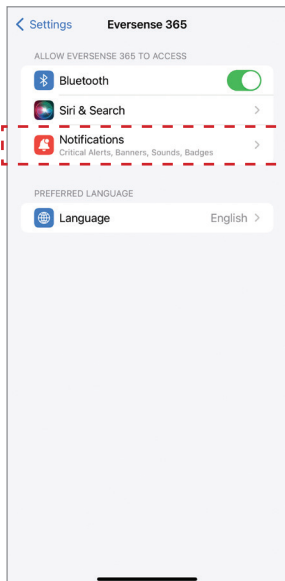 Settings Eversense 365
ALLOW EVERSENSE 365 TO ACCESS
Bluetooth
Siri & Search
Notifications
Critical Alerts, Banners, Sounds, Badges
PREFERRED LANGUAGE
Language English